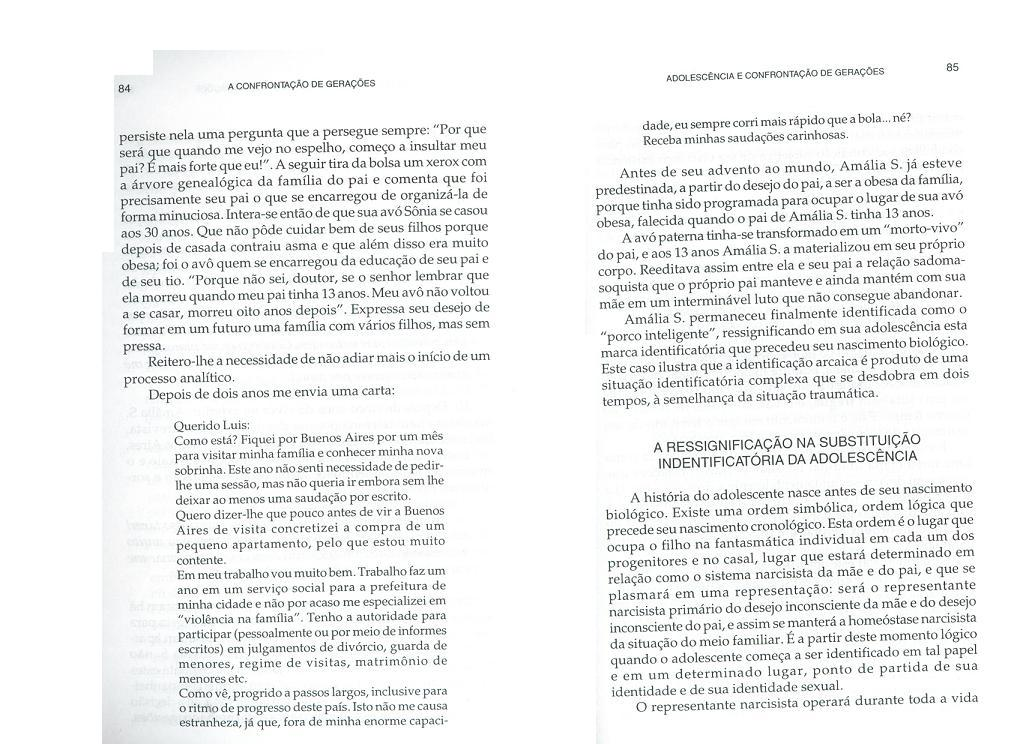 84
A CONFRONTAÇÃO DE GERAÇÕES
persiste nela uma pergunta que a persegue sempre: "Por que
será que quando me vejo no espelho, começo a insultar meu
pai? É mais forte que eu!". A seguir tira da bolsa um xerox com
a árvore genealógica da família do pai e comenta que foi
precisamente seu pai o que se encarregou de organizá-la de
forma minuciosa. Intera-se então de que sua avó Sônia se casou
aos 30 anos. Que não pôde cuidar bem de seus filhos porque
depois de casada contraiu asma e que além disso era muito
obesa; foi o avô quem se encarregou da educação de seu pai e
de seu tio. "Porque não sei, doutor, se o senhor lembrar que
ela morreu quando meu pai tinha 13 anos. Meu avô não voltou
a se casar, morreu oito anos depois". Expressa seu desejo de
formar em um futuro uma família com vários filhos, mas sem
pressa.
Reitero-lhe a necessidade de não adiar mais o início de um
processo analítico.
Depois de dois anos me envia uma carta:
Querido Luis:
Como está? Fiquei por Buenos Aires por um mês
para visitar minha família e conhecer minha nova
sobrinha. Este ano não senti necessidade de pedir-
lhe uma sessão, mas não queria ir embora sem lhe
deixar ao menos uma saudação por escrito.
Quero dizer-lhe que pouco antes de vir a Buenos
Aires de visita concretizei a compra de um
pequeno apartamento, pelo que estou muito
contente.
Em meu trabalho vou muito bem. Trabalho faz um
ano em um serviço social para a prefeitura de
minha cidade e não por acaso me especializei em
"violência na família". Tenho a autoridade para
participar (pessoalmente ou por meio de informes
escritos) em julgamentos de divórcio, guarda de
menores, regime de visitas, matrimônio de
menores etc.
Como vê, progrido a passos largos, inclusive para
o ritmo de progresso deste país. Isto não me causa
estranheza, já que, fora de minha enorme capaci-
ADOLESCÊNCIA E CONFRONTAÇÃO DE GERAÇÕES
85
dade, eu sempre corri mais rápido que a bola... né?
Receba minhas saudações carinhosas.
Antes de seu advento ao mundo, Amália S. já esteve
predestinada, a partir do desejo do pai, a ser a obesa da família,
porque tinha sido programada para ocupar o lugar de sua avó
obesa, falecida quando o pai de Amália S. tinha 13 anos.
A avó paterna tinha-se transformado em um "morto-vivo"
do pai, e aos 13 anos Amália S. a materializou em seu próprio
corpo. Reeditava assim entre ela e seu pai a relação sadoma-
soquista que o próprio pai manteve e ainda mantém com sua
mãe em um interminável luto que não consegue abandonar.
Amália S. permaneceu finalmente identificada como o
"porco inteligente", ressignificando em sua adolescência esta
marca identificatória que precedeu seu nascimento biológico.
Este caso ilustra que a identificação arcaica é produto de uma
situação identificatória complexa que se desdobra em dois
tempos, à semelhança da situação traumática.
A RESSIGNIFICAÇÃO NA SUBSTITUIÇÃO
INDENTIFICATÓRIA DA ADOLESCÊNCIA
A história do adolescente nasce antes de seu nascimento
biológico. Existe uma ordem simbólica, ordem lógica que
precede seu nascimento cronológico. Esta ordem é o lugar que
ocupa o filho na fantasmática individual em cada um dos
progenitores e no casal, lugar que estará determinado em
relação como o sistema narcisista da mãe e do pai, e que se
plasmará em uma representação: será o representante
narcisista primário do desejo inconsciente da mãe e do desejo
inconsciente do pai, e assim se manterá a homeóstase narcisista
da situação do meio familiar. É a partir deste momento lógico
quando o adolescente começa a ser identificado em tal papel
e em um determinado lugar, ponto de partida de sua
identidade e de sua identidade sexual.
O representante narcisista operará durante toda a vida